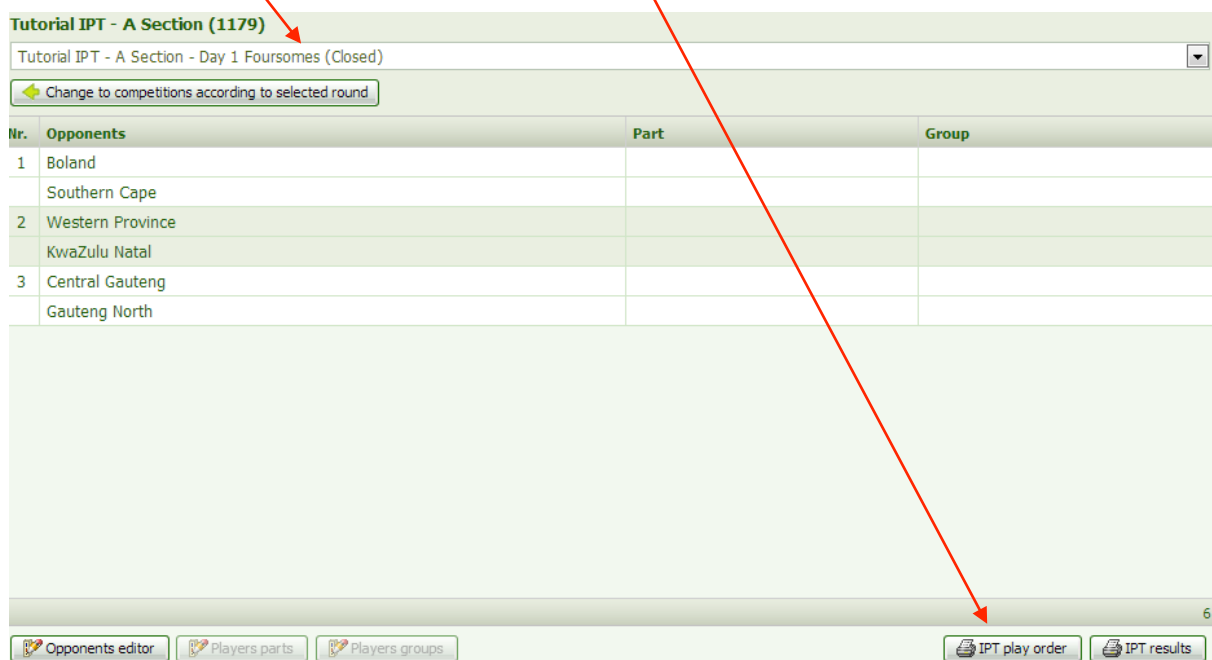 Tutorial IPT - A Section (1179)
Tutorial IPT - A Section - Day 1 Foursomes (Closed)
Change to competitions according to selected round
Nr. Opponents Part Group
1 Boland
Southern Cape
2 Western Province
KwaZulu Natal
3 Central Gauteng
Gauteng North
6
Opponents editor Players parts Players groups IPT play order IPT results